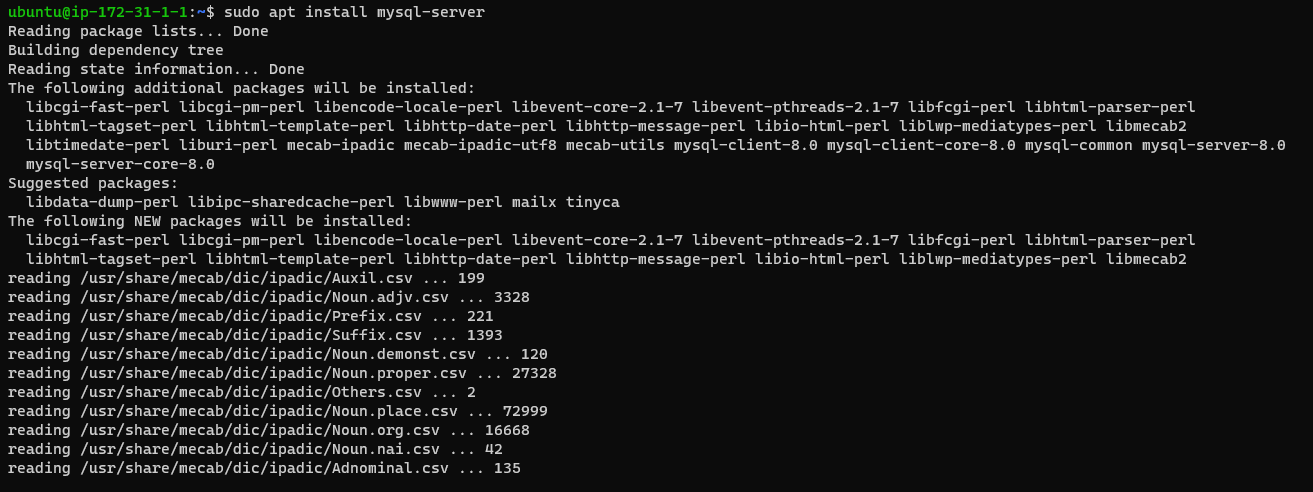 ubuntu@ip-172-31-1-1:~$ sudo apt install mysql-server
Reading package lists... Done
Building dependency tree
Reading state information... Done
The following additional packages will be installed:
  libcgi-fast-perl libcgi-pm-perl libencode-locale-perl libevent-core-2.1-7 libevent-pthreads-2.1-7 libfcgi-perl libhtml-parser-perl
  libhtml-tagset-perl libhtml-template-perl libhttp-date-perl libhttp-message-perl libio-html-perl liblwp-mediatypes-perl libmecab2
  libtimedate-perl liburi-perl mecab-ipadic mecab-ipadic-utf8 mecab-utils mysql-client-8.0 mysql-client-core-8.0 mysql-common mysql-server-8.0
  mysql-server-core-8.0
Suggested packages:
  libdata-dump-perl libipc-sharedcache-perl libwww-perl mailx tinyca
The following NEW packages will be installed:
  libcgi-fast-perl libcgi-pm-perl libencode-locale-perl libevent-core-2.1-7 libevent-pthreads-2.1-7 libfcgi-perl libhtml-parser-perl
  libhtml-tagset-perl libhtml-template-perl libhttp-date-perl libhttp-message-perl libio-html-perl liblwp-mediatypes-perl libmecab2
reading /usr/share/mecab/dic/ipadic/Auxil.csv ... 199
reading /usr/share/mecab/dic/ipadic/Noun.adjv.csv ... 3328
reading /usr/share/mecab/dic/ipadic/Prefix.csv ... 221
reading /usr/share/mecab/dic/ipadic/Suffix.csv ... 1393
reading /usr/share/mecab/dic/ipadic/Noun.demonst.csv ... 120
reading /usr/share/mecab/dic/ipadic/Noun.proper.csv ... 27328
reading /usr/share/mecab/dic/ipadic/Others.csv ... 2
reading /usr/share/mecab/dic/ipadic/Noun.place.csv ... 72999
reading /usr/share/mecab/dic/ipadic/Noun.org.csv ... 16668
reading /usr/share/mecab/dic/ipadic/Noun.nai.csv ... 42
reading /usr/share/mecab/dic/ipadic/Adnominal.csv ... 135